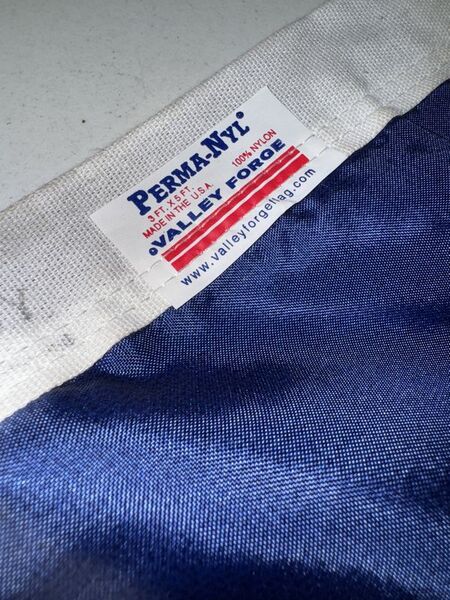 PERMA-NYL®
3 FT. X 5 FT. 100% NYLON
MADE IN THE U.S.A.
VALLEY FORGE
www.valleyforgeflag.com